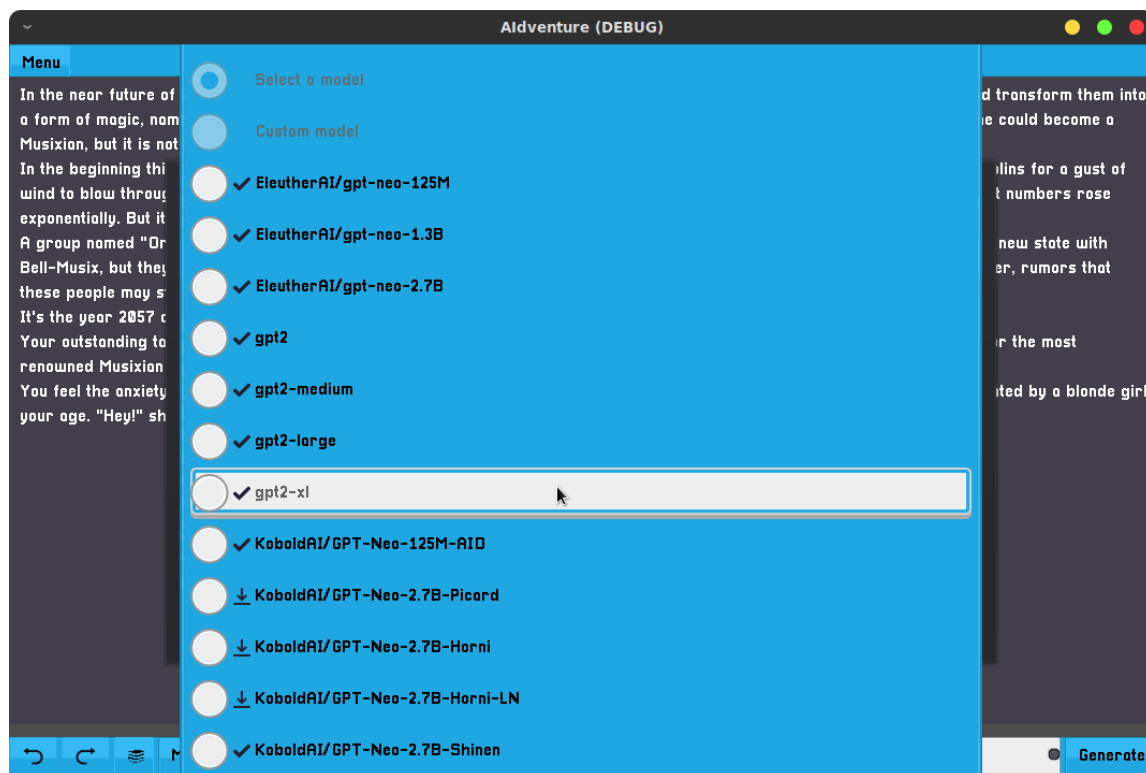 AIdventure (DEBUG)
Menu
Select a model
Custom model
EleutherAI/gpt-neo-125M
EleutherAI/gpt-neo-1.3B
EleutherAI/gpt-neo-2.7B
gpt2
gpt2-medium
gpt2-large
gpt2-xl
KoboldAI/GPT-Neo-125M-AID
KoboldAI/GPT-Neo-2.7B-Picard
KoboldAI/GPT-Neo-2.7B-Horni
KoboldAI/GPT-Neo-2.7B-Horni-LN
KoboldAI/GPT-Neo-2.7B-Shinen
In the near future of
a form of magic, nam
Musixian, but it is not
In the beginning thi
wind to blow throug
exponentially. But it
A group named "Or
Bell-Musix, but they
these people may s
It's the year 2057
Your outstanding ta
renowned Musixian
You feel the anxiety
your age. "Hey!" sh
d transform them into
ne could become a
lins for a gust of
t numbers rose
new state with
er, rumors that
r the most
ted by a blonde girl
M
Generate